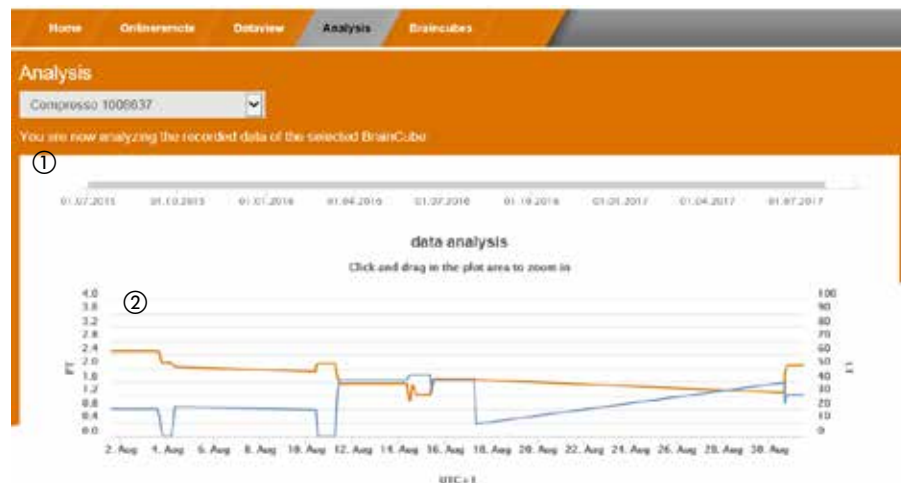 Home Onlineremote Dataview Analysis Braincubes
Analysis
Compresso 1008637
You are now analyzing the recorded data of the selected BrainCube
①
01.07.2015 01.10.2015 01.01.2016 01.04.2016 01.07.2016 01.10.2016 01.01.2017 01.04.2017 01.07.2017
data analysis
Click and drag in the plot area to zoom in
②
4.0 100
3.6 90
3.2 80
2.8 70
2.4 60
2.0 50
1.6 40
1.2 30
0.8 20
0.4 10
0.0 0
2. Aug 4. Aug 6. Aug 8. Aug 10. Aug 12. Aug 14. Aug 16. Aug 18. Aug 20. Aug 22. Aug 24. Aug 26. Aug 28. Aug 30. Aug
UTC+1